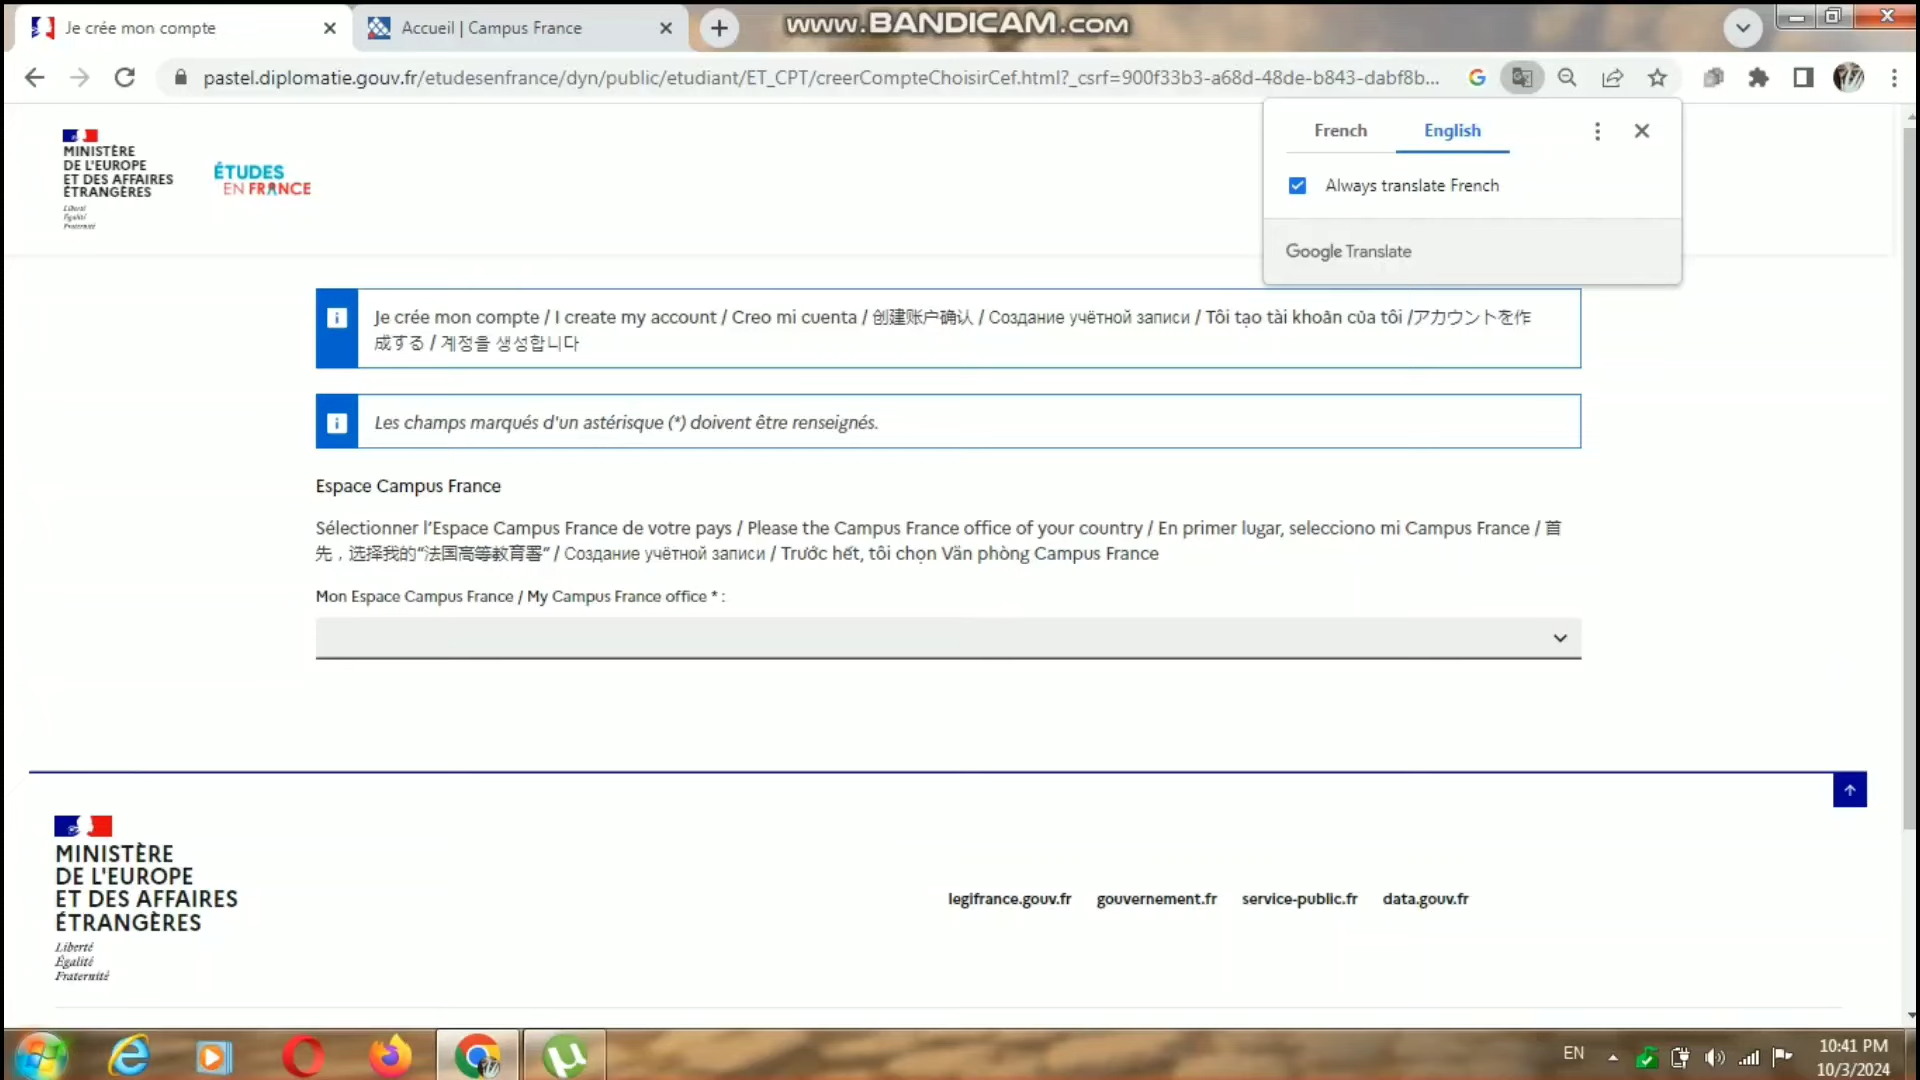 Je crée mon compte
Accueil | Campus France
www.BANDICAM.com
pastel.diplomatie.gouv.fr/etudesenfrance/dyn/public/etudiant/ET_CPT/creerCompteChoisirCef.html?_csrf=900f33b3-a68d-48de-b843-dabf8b...
French
English
Always translate French
Google Translate
MINISTÈRE
DE L'EUROPE
ET DES AFFAIRES
ÉTRANGÈRES
Liberté
Égalité
Fraternité
ÉTUDES
EN FRANCE
Je crée mon compte / I create my account / Creo mi cuenta / 创建账户确认 / Создание учётной записи / Tôi tạo tài khoản của tôi /アカウントを作
成する / 계정을 생성합니다
Les champs marqués d'un astérisque (*) doivent être renseignés.
Espace Campus France
Sélectionner l'Espace Campus France de votre pays / Please the Campus France office of your country / En primer lugar, selecciono mi Campus France / 首
先，选择我的“法国高等教育署” / Создание учётной записи / Trước hết, tôi chọn Văn phòng Campus France
Mon Espace Campus France / My Campus France office * :
MINISTÈRE
DE L'EUROPE
ET DES AFFAIRES
ÉTRANGÈRES
Liberté
Égalité
Fraternité
legifrance.gouv.fr
gouvernement.fr
service-public.fr
data.gouv.fr
EN
10:41 PM
10/3/2024